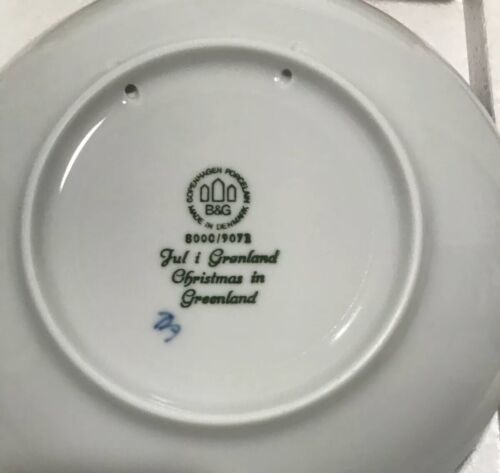 COPENHAGEN PORCELAIN
MADE IN DENMARK
B&G
8000/9072
Jul i Grønland
Christmas in
Greenland